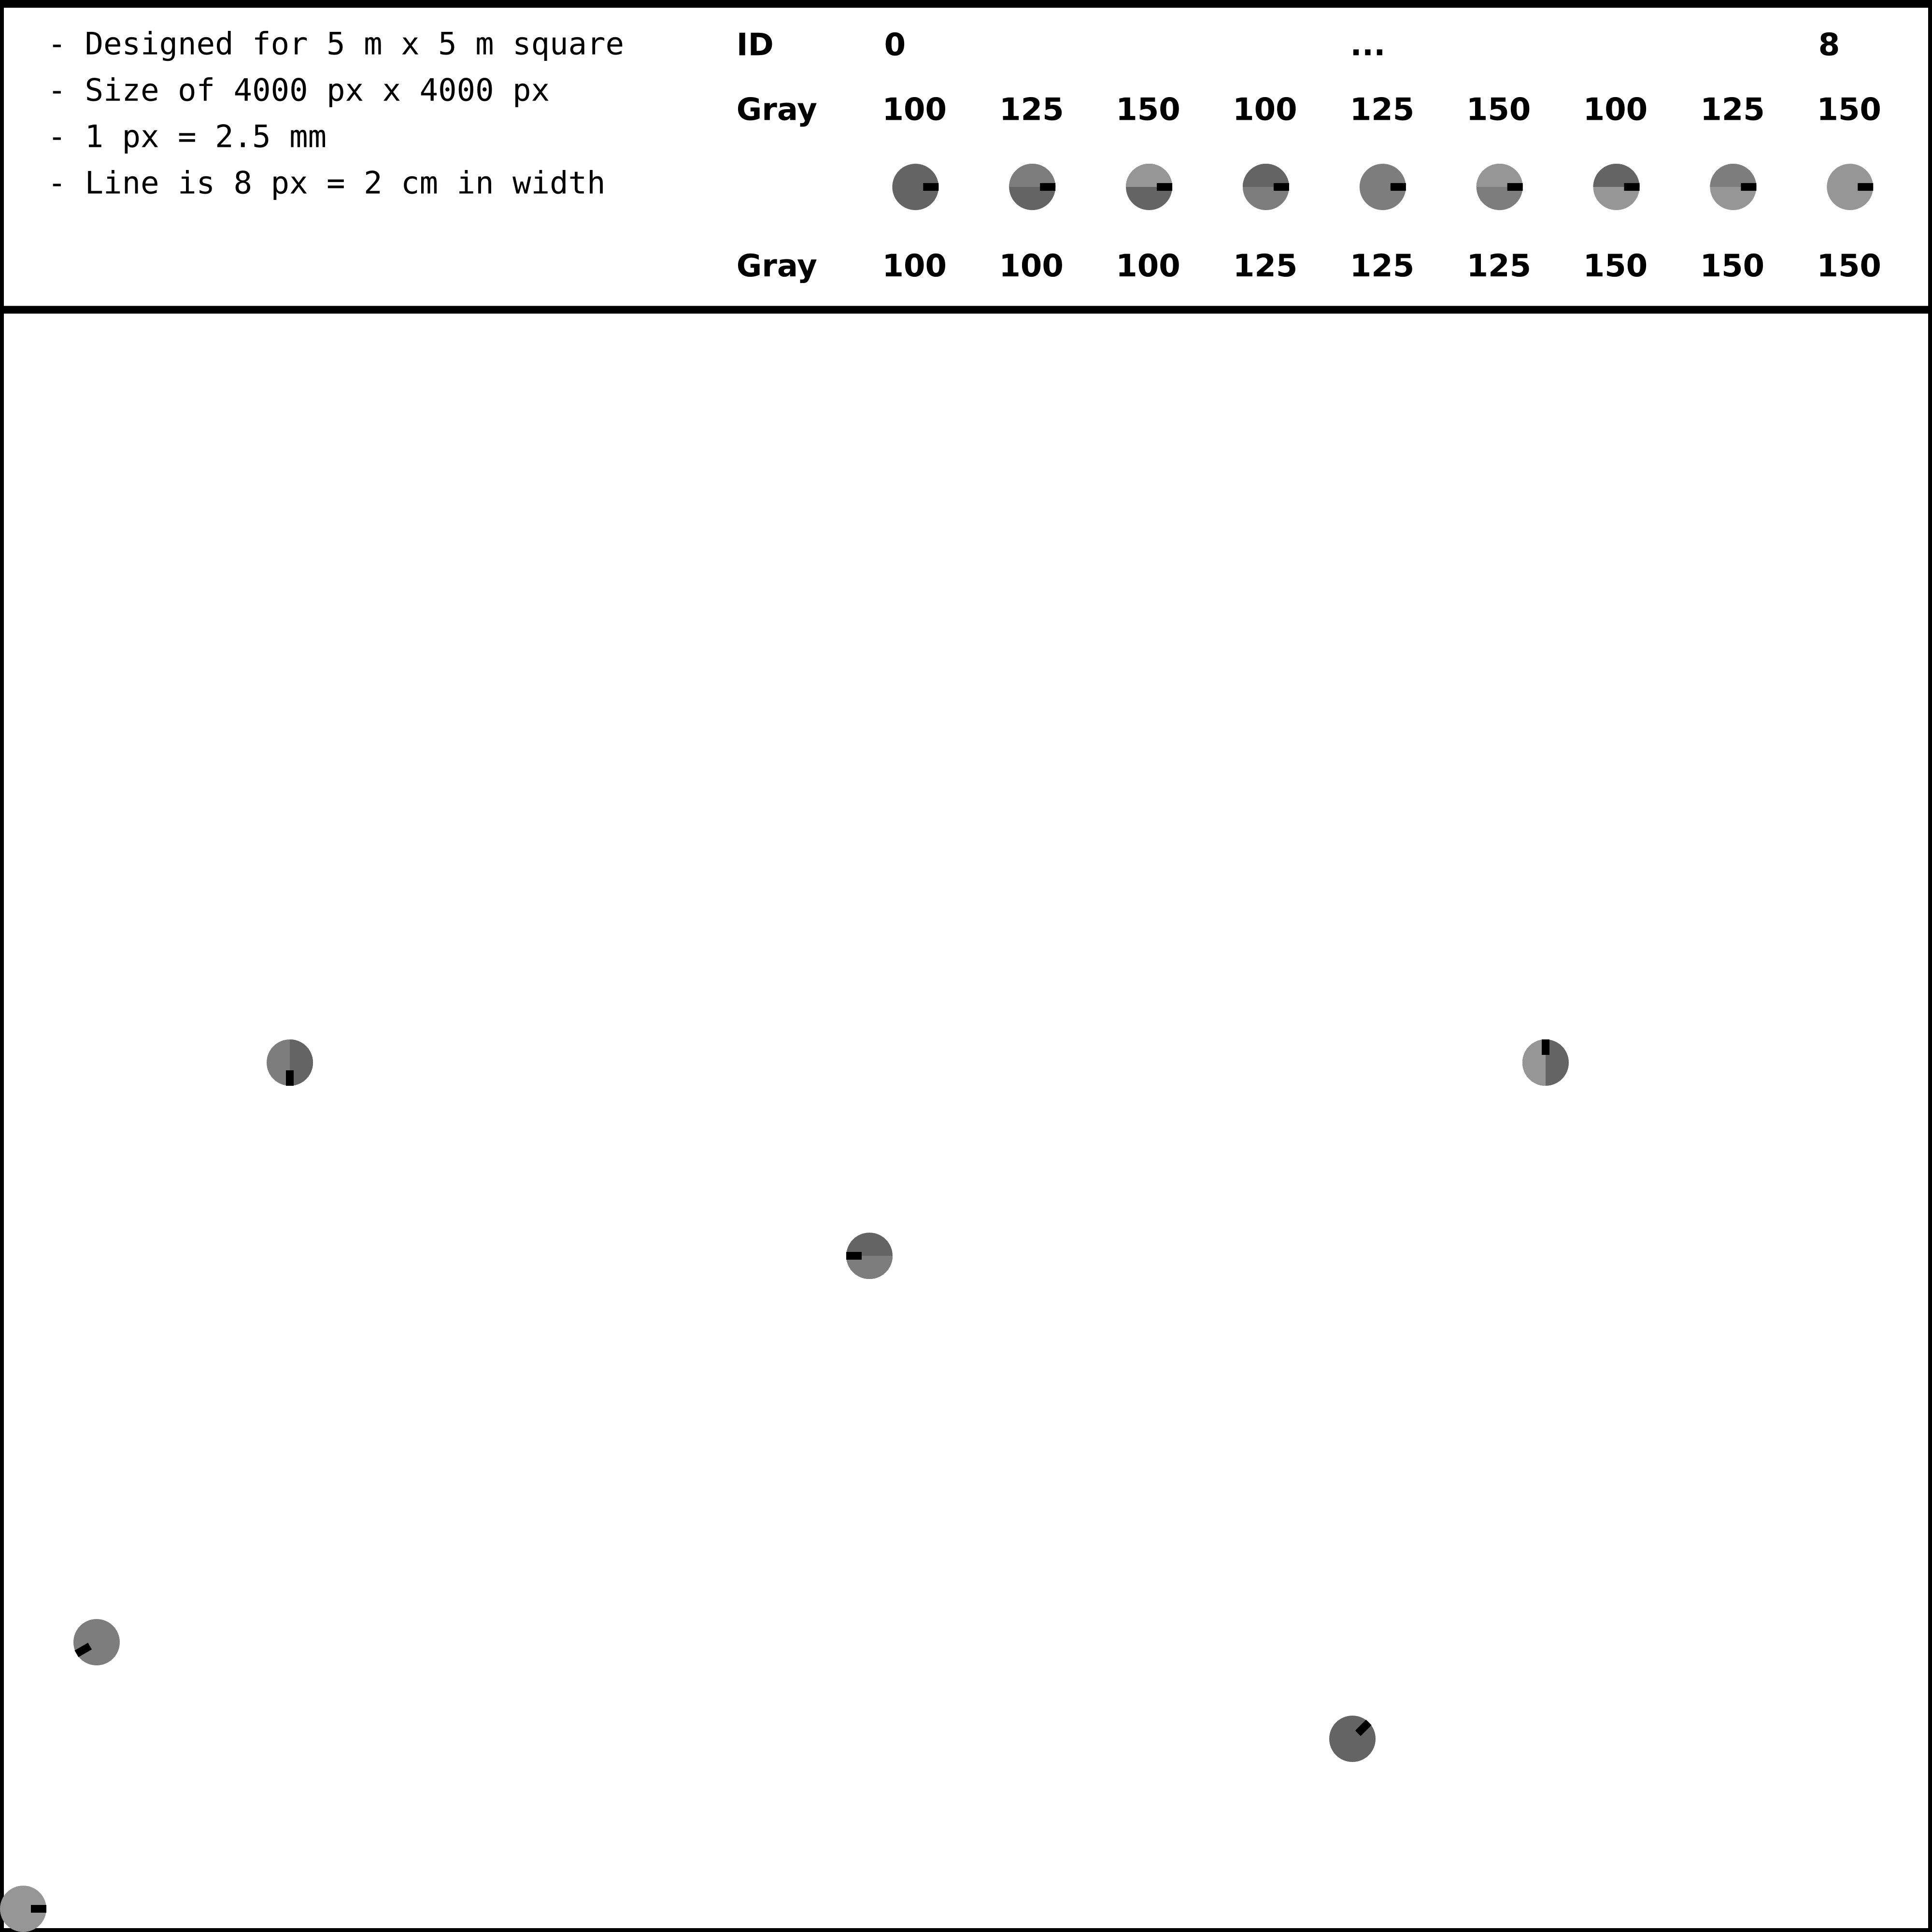 - Designed for 5 m x 5 m square
- Size of 4000 px x 4000 px
- 1 px = 2.5 mm
- Line is 8 px = 2 cm in width
ID 0 ... 8
Gray 100 125 150 100 125 150 100 125 150
Gray 100 100 100 125 125 125 150 150 150